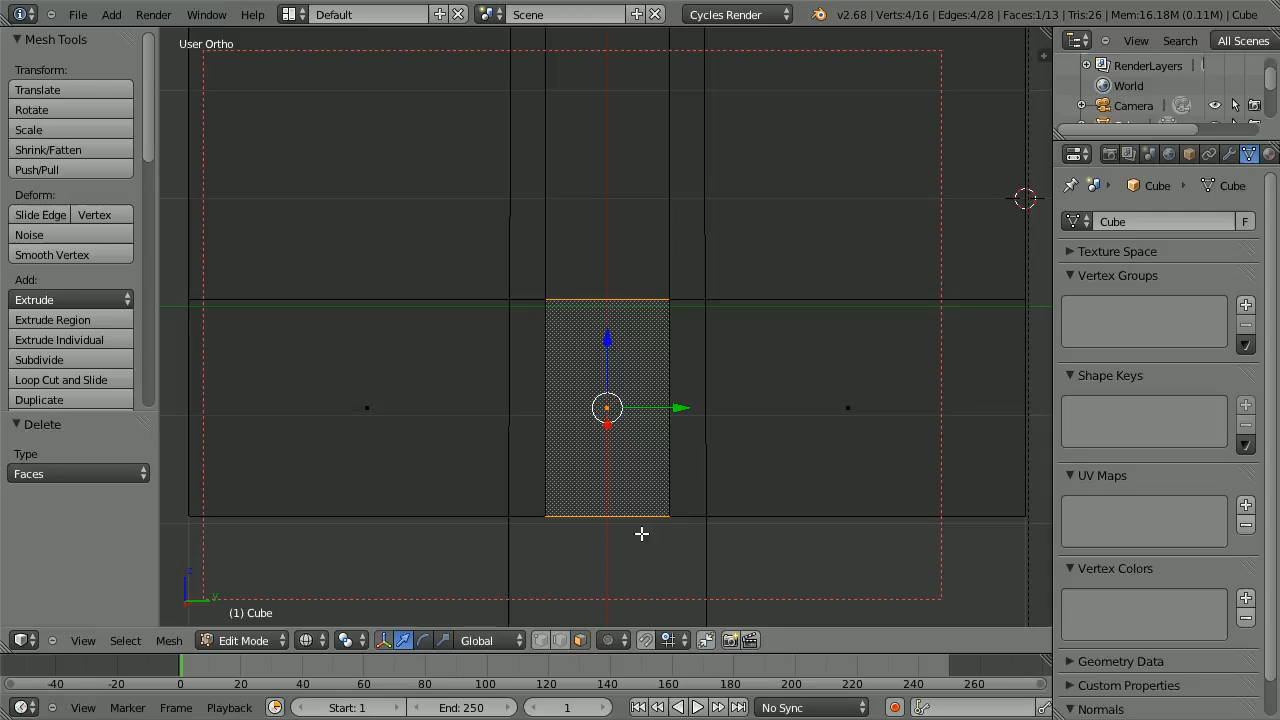 File Add Render Window Help Default Scene Cycles Render v2.68 | Verts:4/16 | Edges:4/28 | Faces:1/13 | Tris:26 | Mem:16.18M (0.11M) | Cube
Mesh Tools
Transform:
Translate
Rotate
Scale
Shrink/Fatten
Push/Pull
Deform:
Slide Edge Vertex
Noise
Smooth Vertex
Add:
Extrude
Extrude Region
Extrude Individual
Subdivide
Loop Cut and Slide
Duplicate
Delete
Type
Faces
User Ortho
z
y
(1) Cube
View Select Mesh Edit Mode Global
-40 -20 0 20 40 60 80 100 120 140 160 180 200 220 240 260
View Marker Frame Playback Start: 1 End: 250 1 No Sync
View Search All Scenes
RenderLayers
World
Camera
Cube Cube
Cube F
Texture Space
Vertex Groups
Shape Keys
UV Maps
Vertex Colors
Geometry Data
Custom Properties
Normals